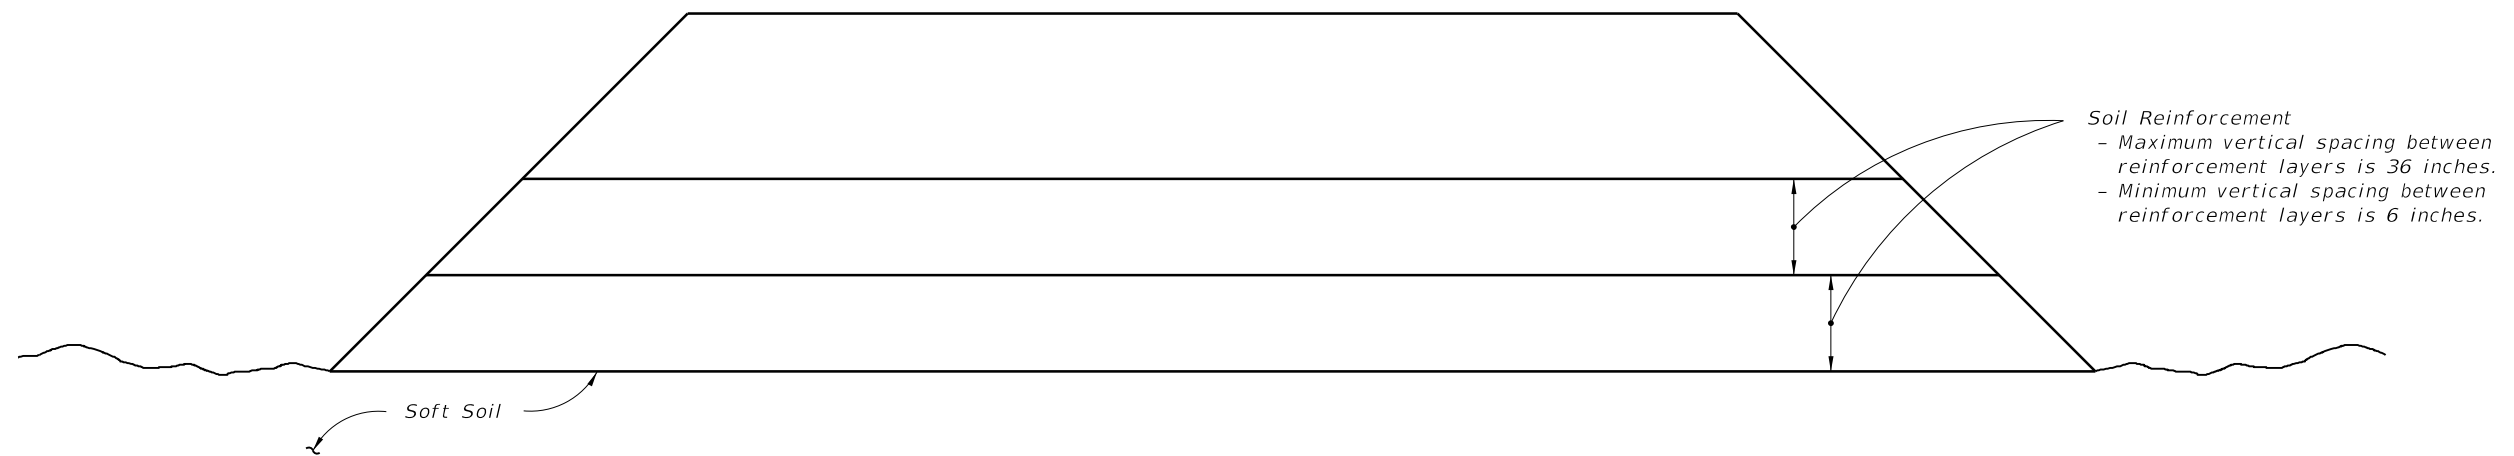 Soil Reinforcement
– Maximum vertical spacing between
reinforcement layers is 36 inches.
– Minimum vertical spacing between
reinforcement layers is 6 inches.
Soft Soil